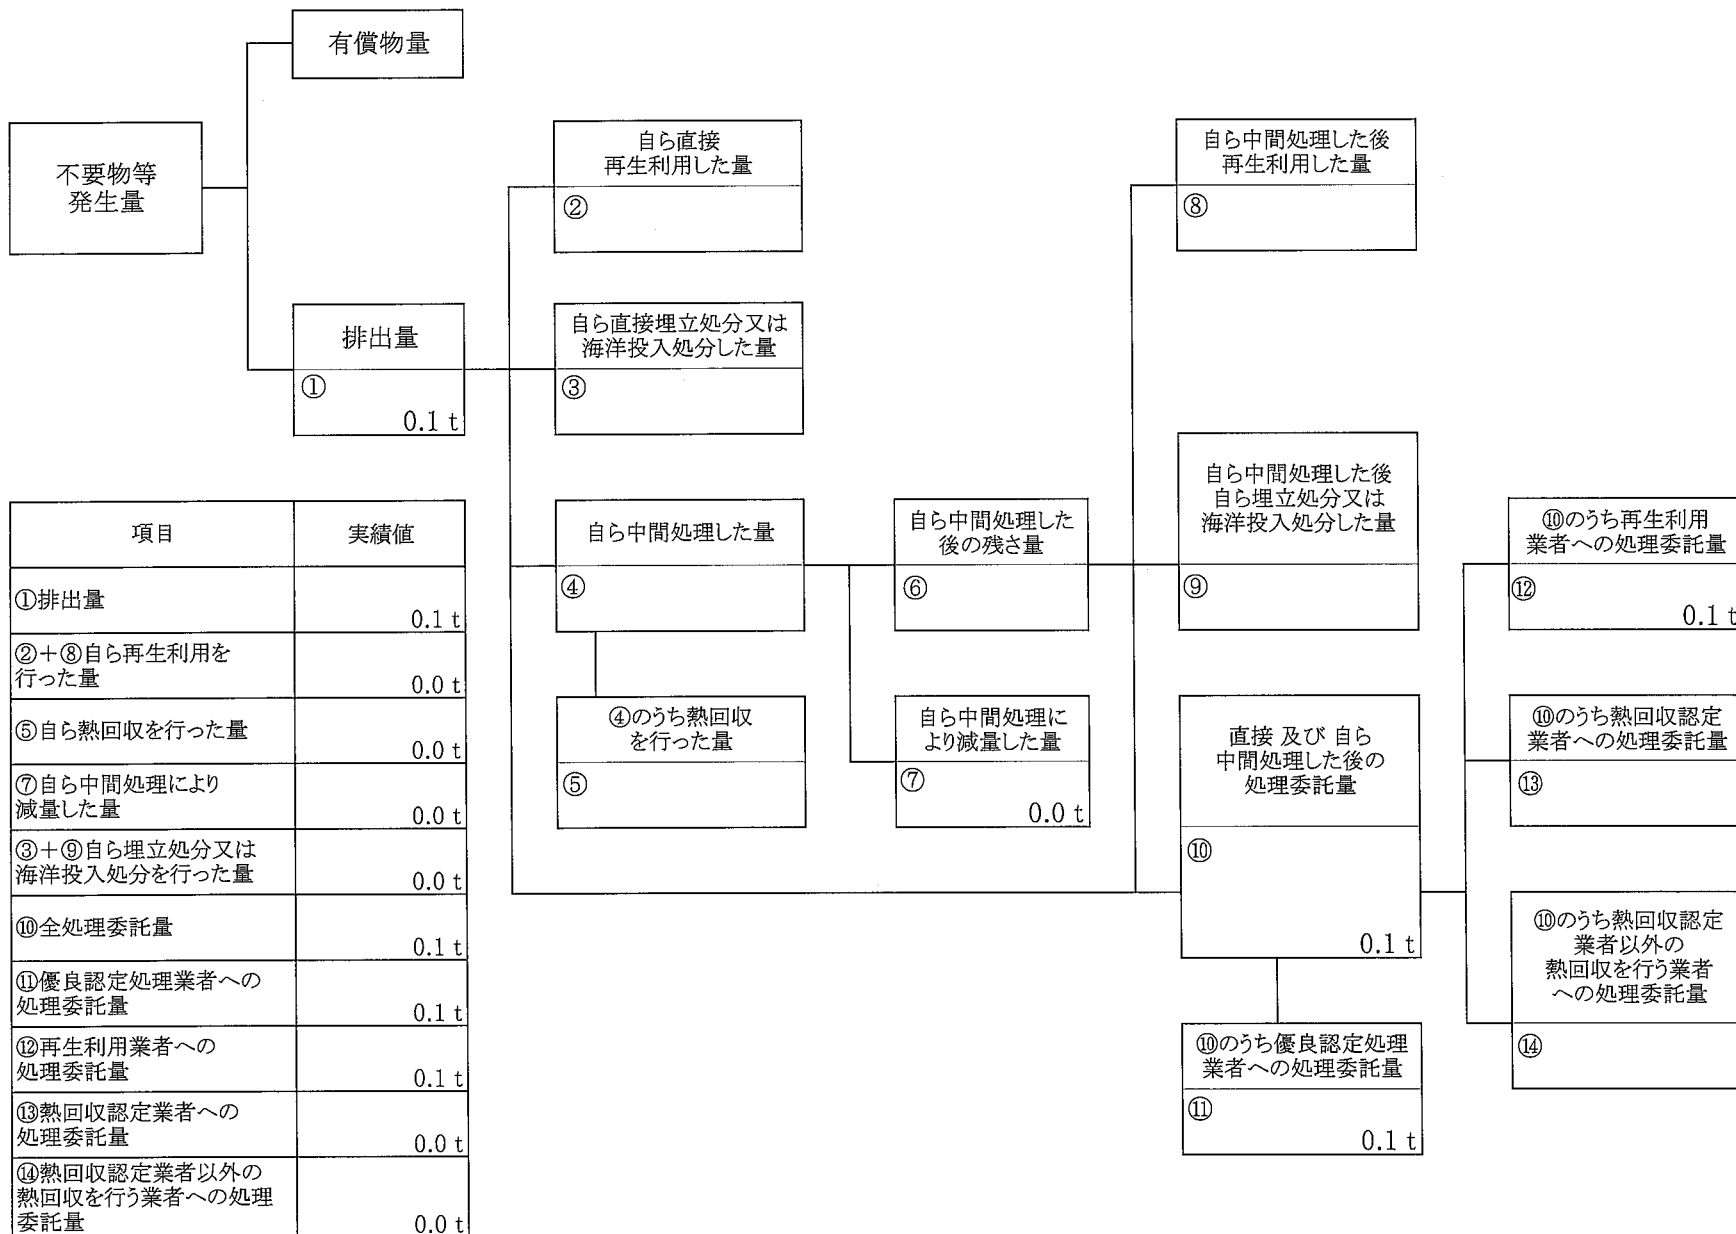 有償物量
不要物等
発生量
自ら直接
再生利用した量
②
自ら中間処理した後
再生利用した量
⑧
排出量
①
0.1 t
自ら直接埋立処分又は
海洋投入処分した量
③
自ら中間処理した量
④
自ら中間処理した
後の残さ量
⑥
自ら中間処理した後
自ら埋立処分又は
海洋投入処分した量
⑨
⑩のうち再生利用
業者への処理委託量
⑫
0.1 t
④のうち熱回収
を行った量
⑤
自ら中間処理に
より減量した量
⑦
0.0 t
直接 及び 自ら
中間処理した後の
処理委託量
⑩
0.1 t
⑩のうち熱回収認定
業者への処理委託量
⑬
⑩のうち熱回収認定
業者以外の
熱回収を行う業者
への処理委託量
⑭
⑩のうち優良認定処理
業者への処理委託量
⑪
0.1 t
項目 実績値
①排出量
0.1 t
②+⑧自ら再生利用を
行った量
0.0 t
⑤自ら熱回収を行った量
0.0 t
⑦自ら中間処理により
減量した量
0.0 t
③+⑨自ら埋立処分又は
海洋投入処分を行った量
0.0 t
⑩全処理委託量
0.1 t
⑪優良認定処理業者への
処理委託量
0.1 t
⑫再生利用業者への
処理委託量
0.1 t
⑬熱回収認定業者への
処理委託量
0.0 t
⑭熱回収認定業者以外の
熱回収を行う業者への処理
委託量
0.0 t